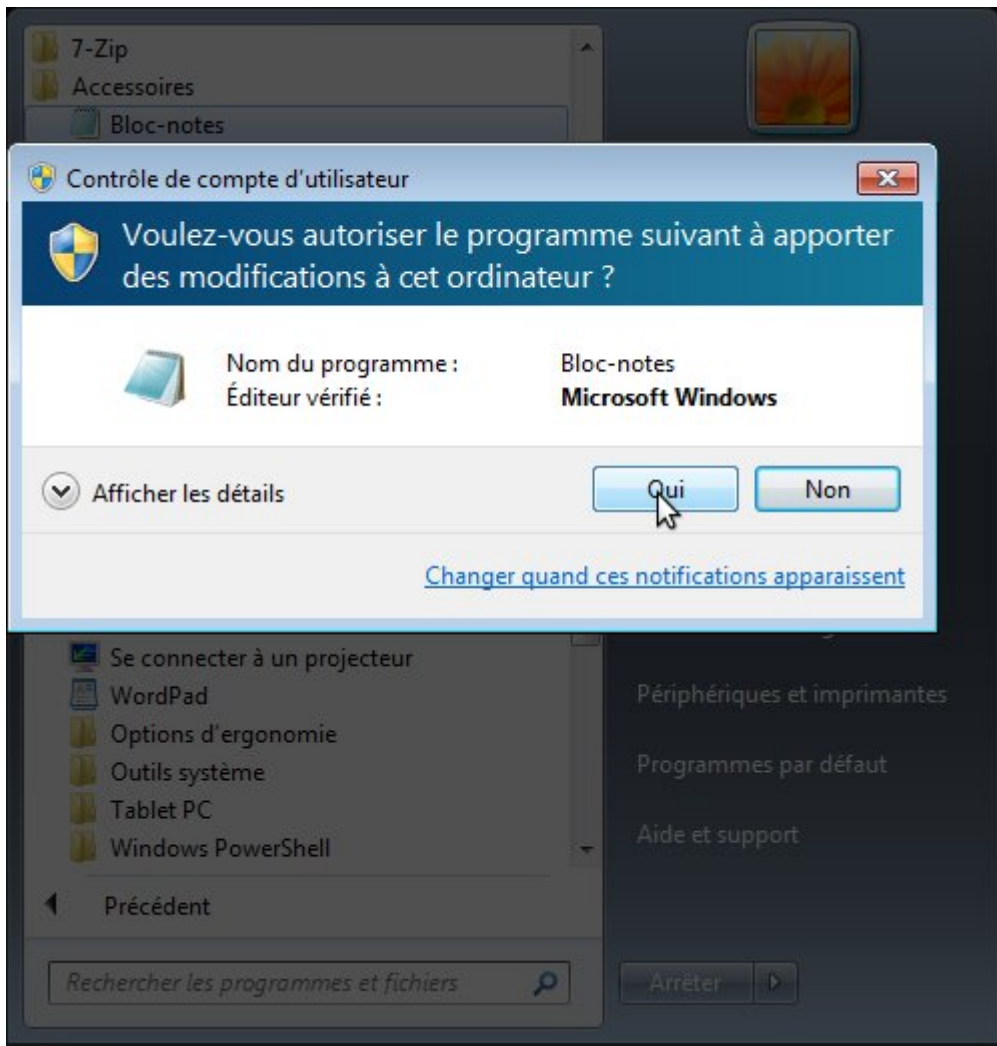 7-Zip
Accessoires
Bloc-notes
Contrôle de compte d'utilisateur
Voulez-vous autoriser le programme suivant à apporter
des modifications à cet ordinateur ?
Nom du programme : Bloc-notes
Éditeur vérifié : Microsoft Windows
Afficher les détails
Oui
Non
Changer quand ces notifications apparaissent
Se connecter à un projecteur
WordPad
Options d'ergonomie
Outils système
Tablet PC
Windows PowerShell
Précédent
Rechercher les programmes et fichiers
Périphériques et imprimantes
Programmes par défaut
Aide et support
Arrêter